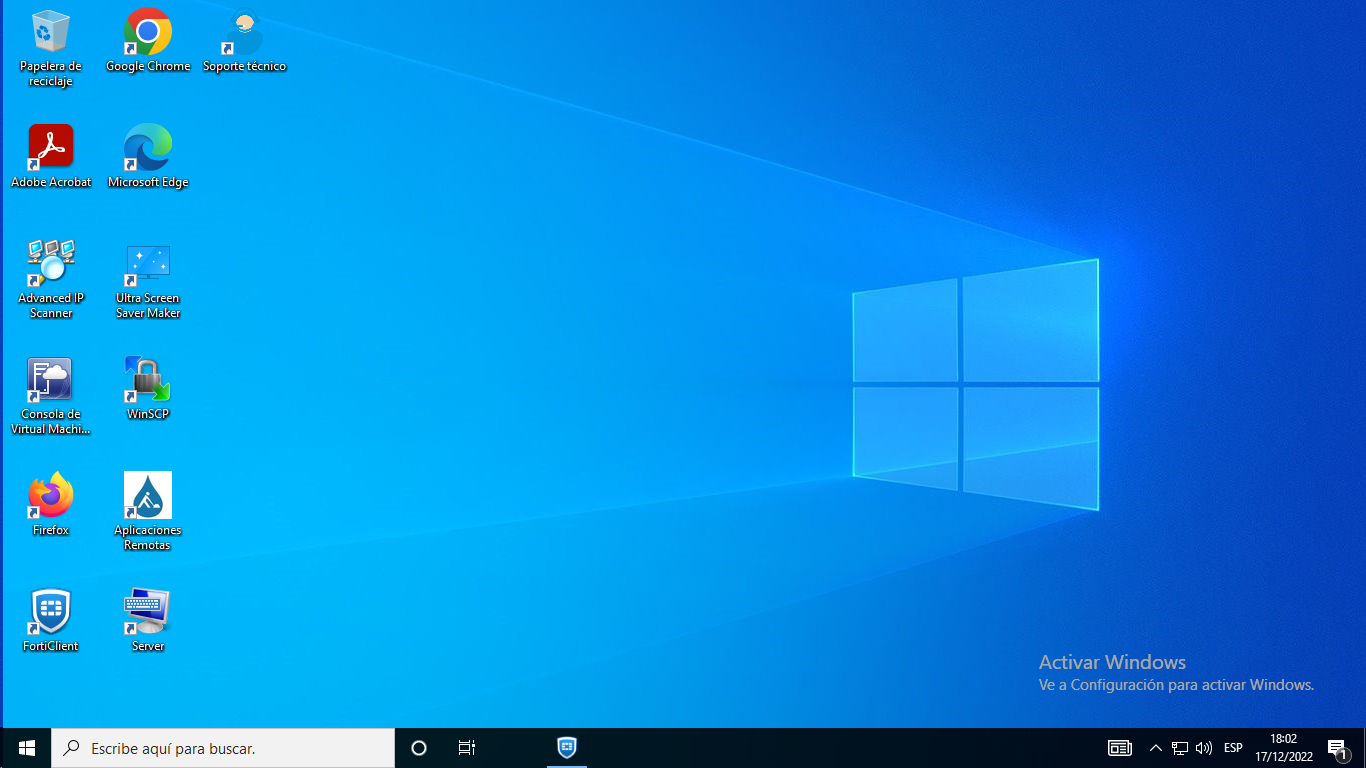 Papelera de
reciclaje
Google Chrome
Soporte técnico
Adobe Acrobat
Microsoft Edge
Advanced IP
Scanner
Ultra Screen
Saver Maker
Consola de
Virtual Machi...
WinSCP
Firefox
Aplicaciones
Remotas
FortiClient
Server
Activar Windows
Ve a Configuración para activar Windows.
Escribe aquí para buscar.
ESP
18:02
17/12/2022
1